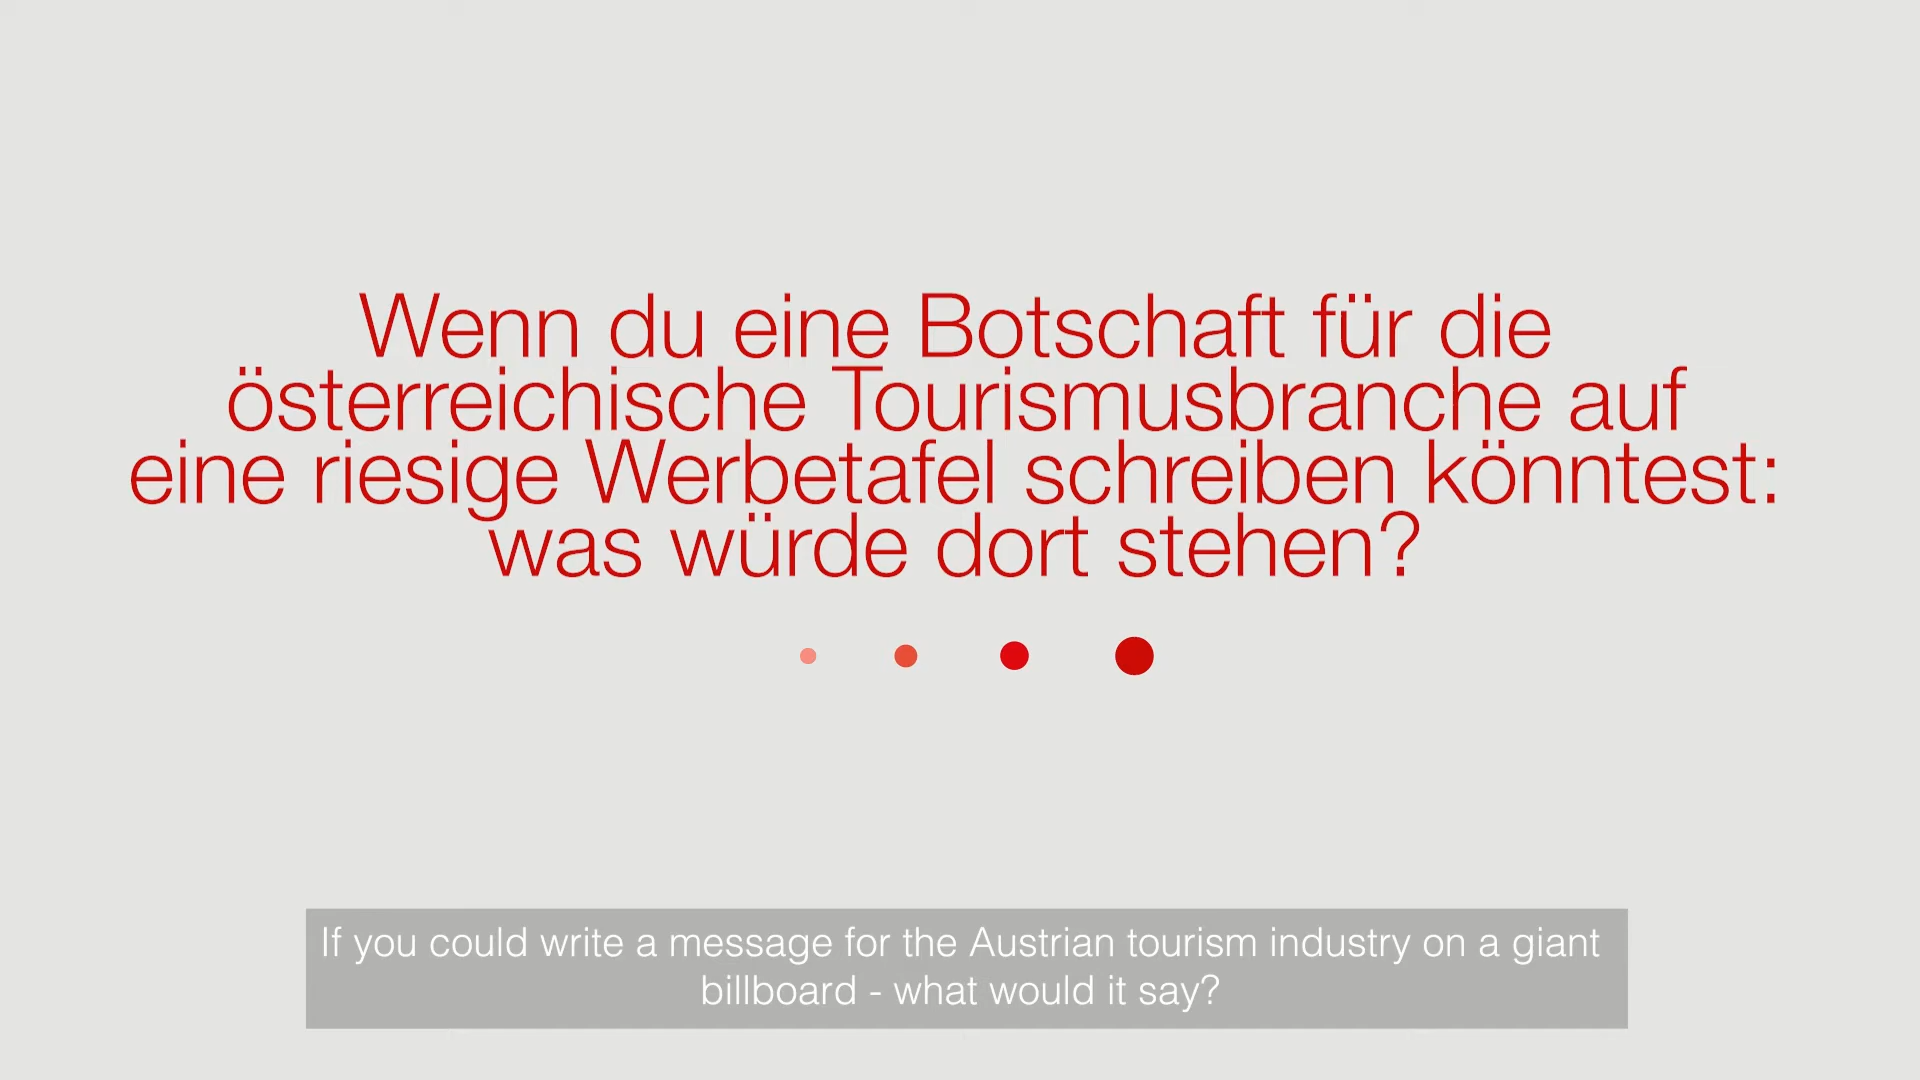 Wenn du eine Botschaft für die
österreichische Tourismusbranche auf
eine riesige Werbetafel schreiben könntest:
was würde dort stehen?
If you could write a message for the Austrian tourism industry on a giant
billboard - what would it say?